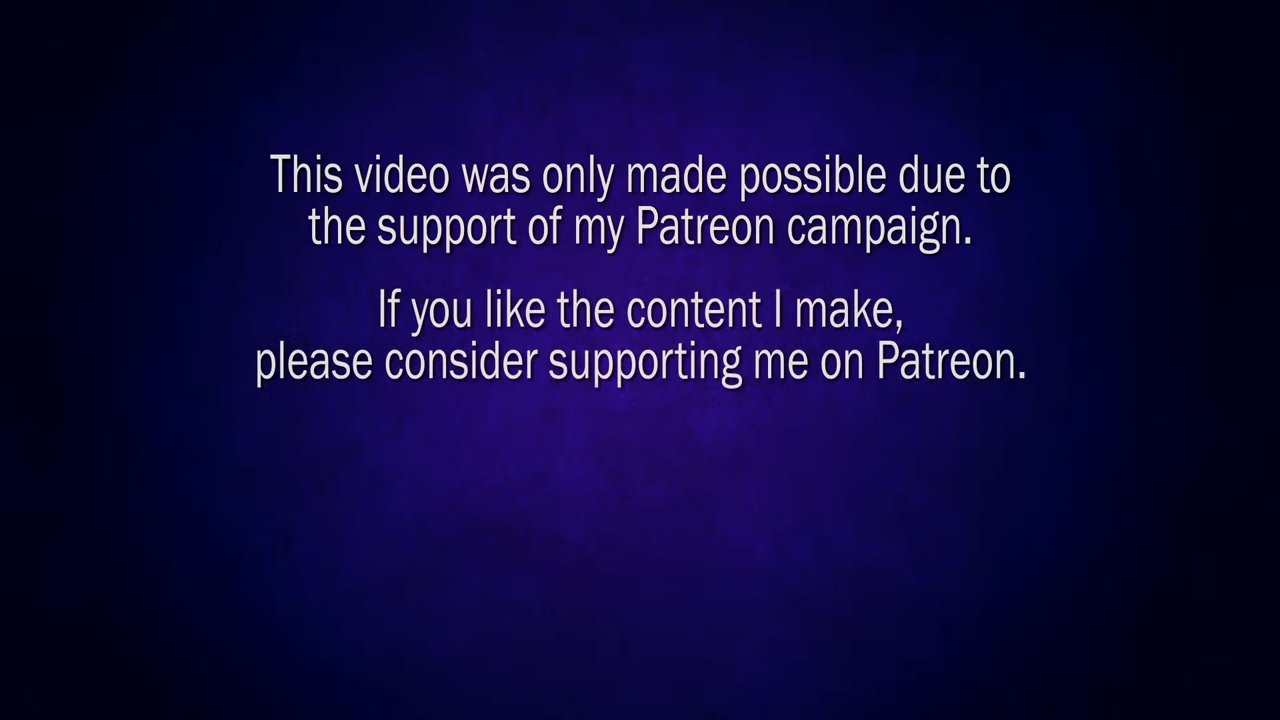 This video was only made possible due to
the support of my Patreon campaign.
If you like the content I make,
please consider supporting me on Patreon.